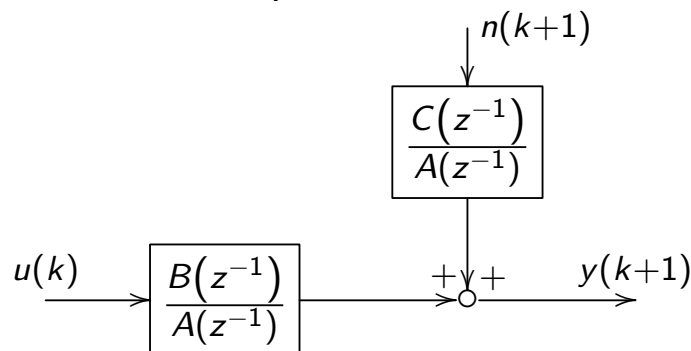 n(k+1)
C(z⁻¹)
A(z⁻¹)
u(k)
B(z⁻¹)
A(z⁻¹)
+ +
y(k+1)